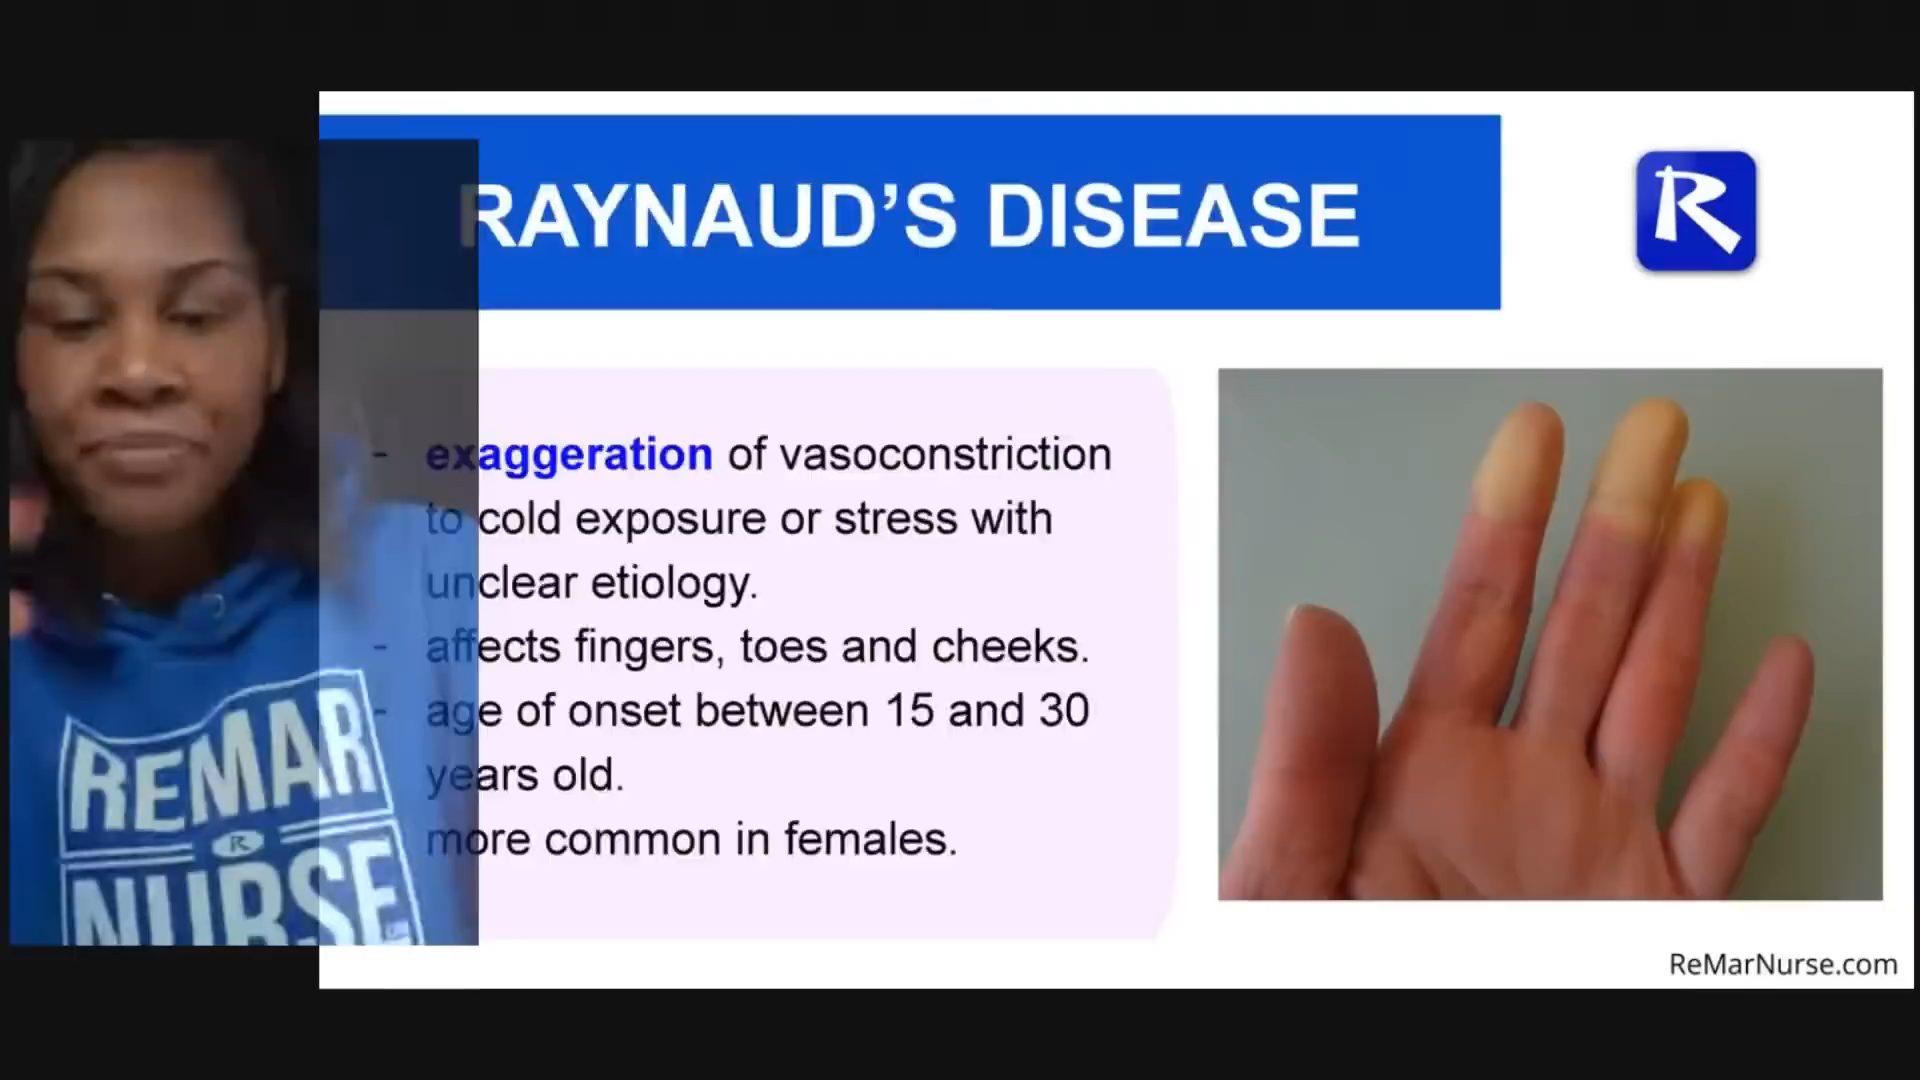 RAYNAUD’S DISEASE
R
- exaggeration of vasoconstriction
to cold exposure or stress with
unclear etiology.
- affects fingers, toes and cheeks.
- age of onset between 15 and 30
years old.
more common in females.
REMAR
R
NURSE
ReMarNurse.com